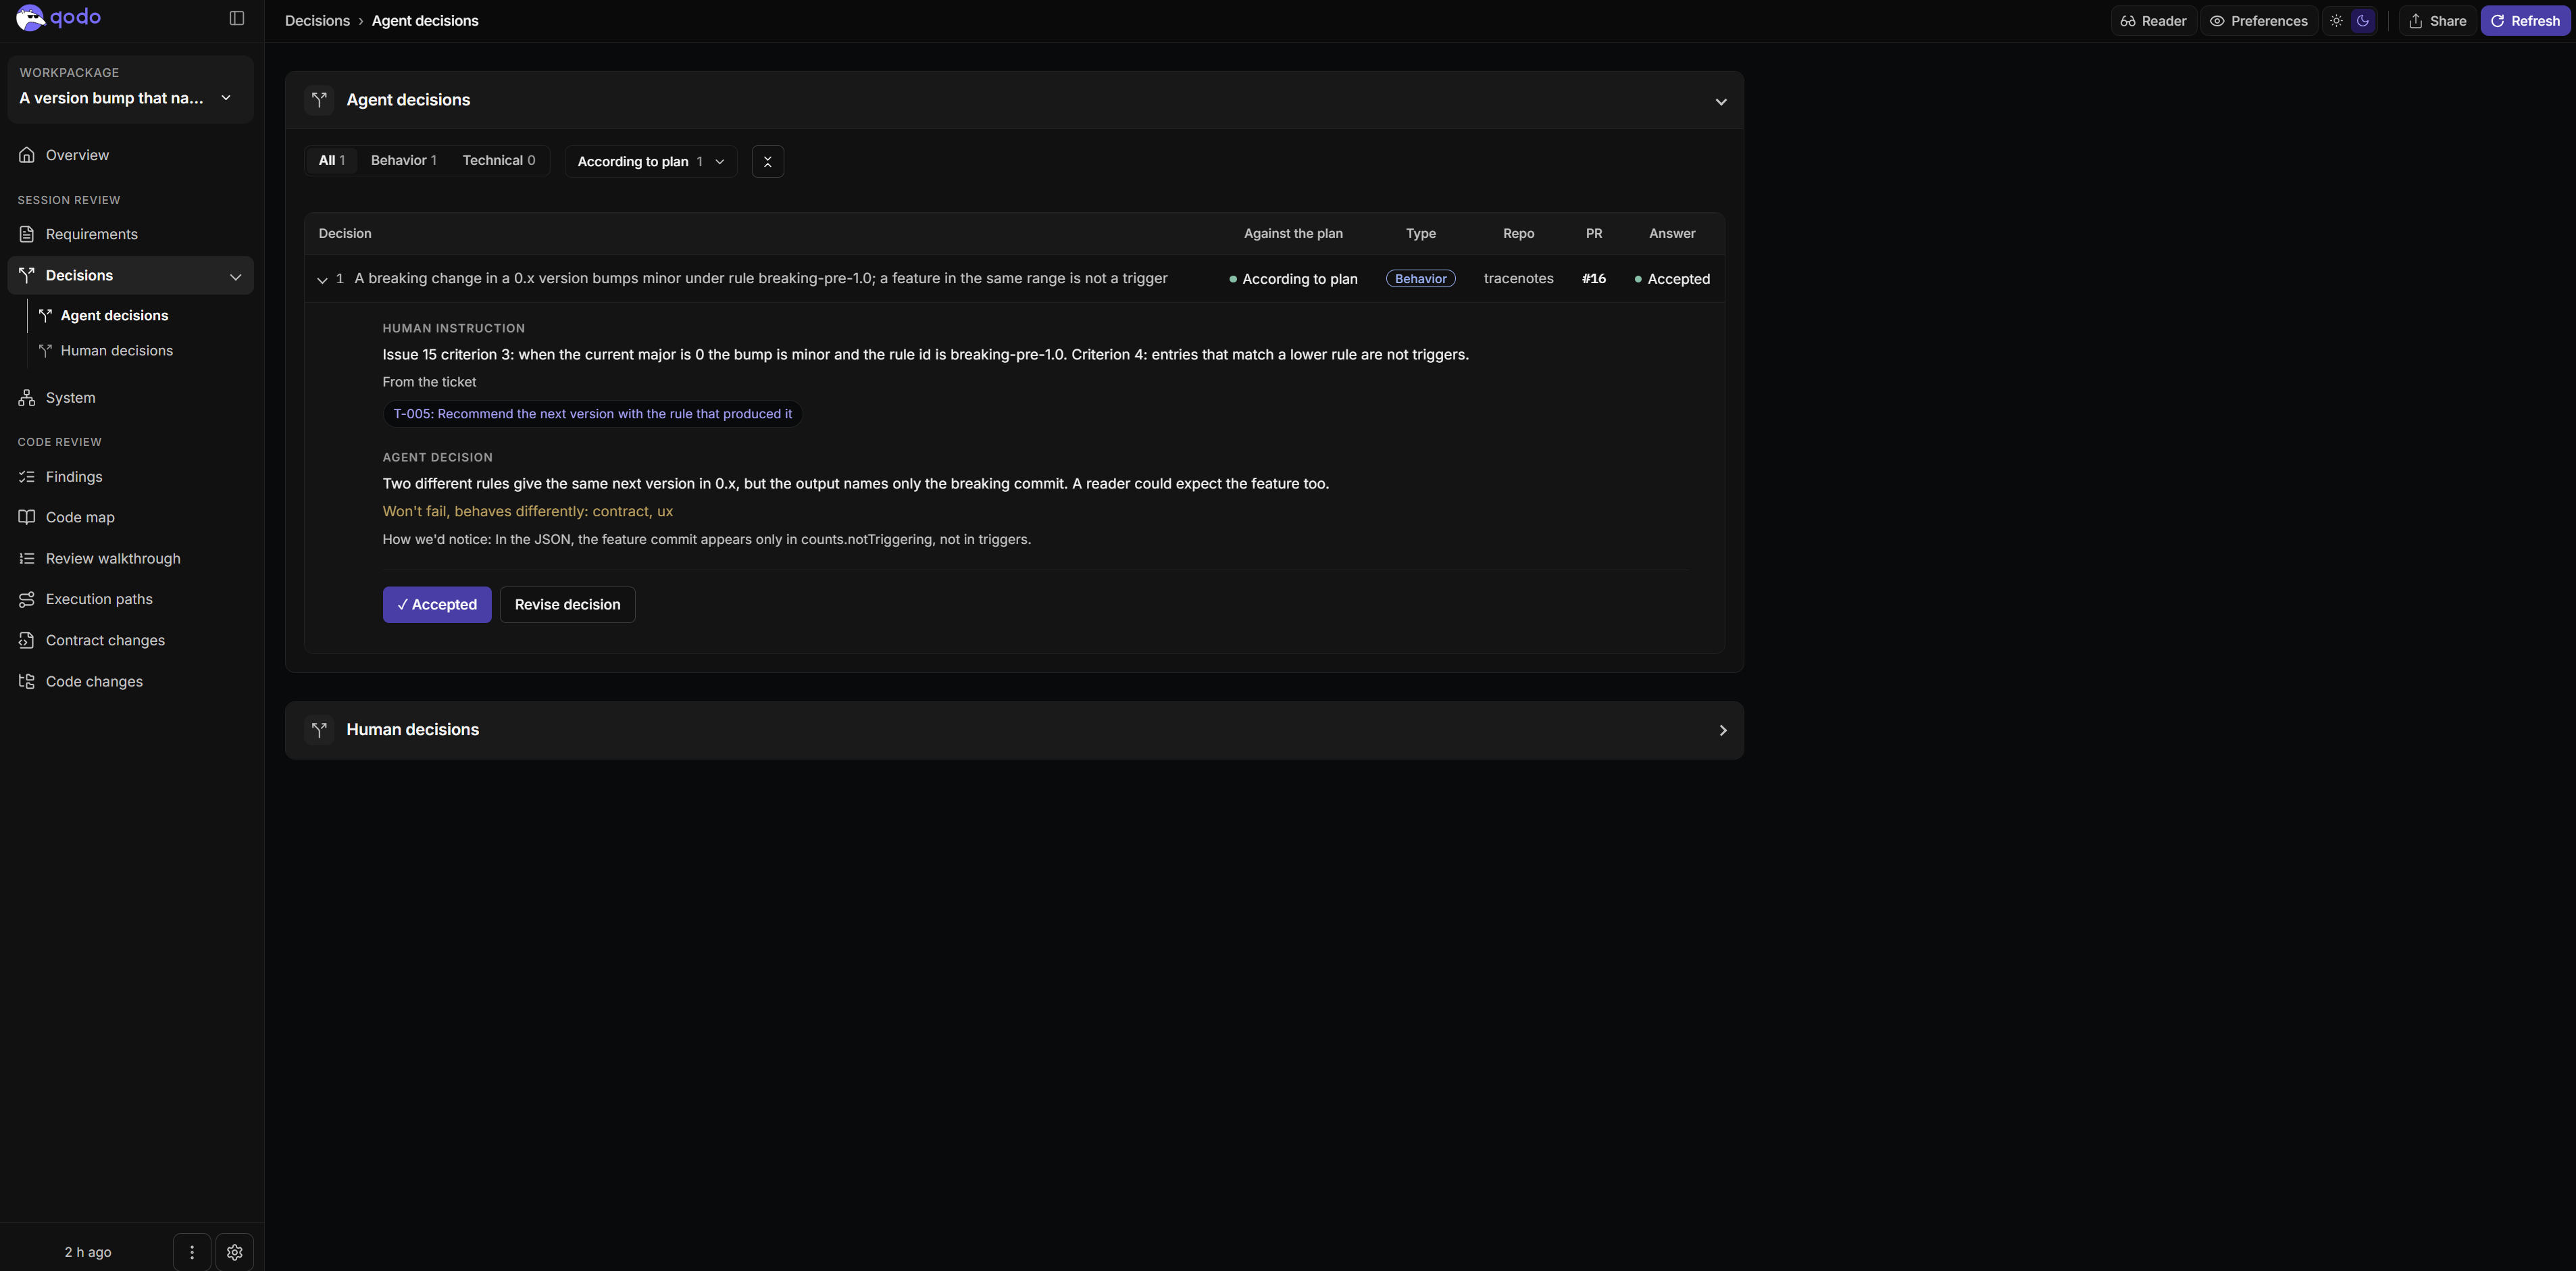 qodo
Decisions › Agent decisions
Reader
Preferences
Share
Refresh
WORKPACKAGE
A version bump that na...
Overview
SESSION REVIEW
Requirements
Decisions
Agent decisions
Human decisions
System
CODE REVIEW
Findings
Code map
Review walkthrough
Execution paths
Contract changes
Code changes
2 h ago
Agent decisions
All 1 Behavior 1 Technical 0 According to plan 1
Decision Against the plan Type Repo PR Answer
1 A breaking change in a 0.x version bumps minor under rule breaking-pre-1.0; a feature in the same range is not a trigger According to plan Behavior tracenotes #16 Accepted
HUMAN INSTRUCTION
Issue 15 criterion 3: when the current major is 0 the bump is minor and the rule id is breaking-pre-1.0. Criterion 4: entries that match a lower rule are not triggers.
From the ticket
T-005: Recommend the next version with the rule that produced it
AGENT DECISION
Two different rules give the same next version in 0.x, but the output names only the breaking commit. A reader could expect the feature too.
Won't fail, behaves differently: contract, ux
How we'd notice: In the JSON, the feature commit appears only in counts.notTriggering, not in triggers.
✓ Accepted Revise decision
Human decisions